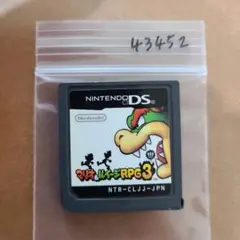 43452
NINTENDO DS
Nintendo
マリオ&ルイージRPG3
NTR-CLJJ-JPN